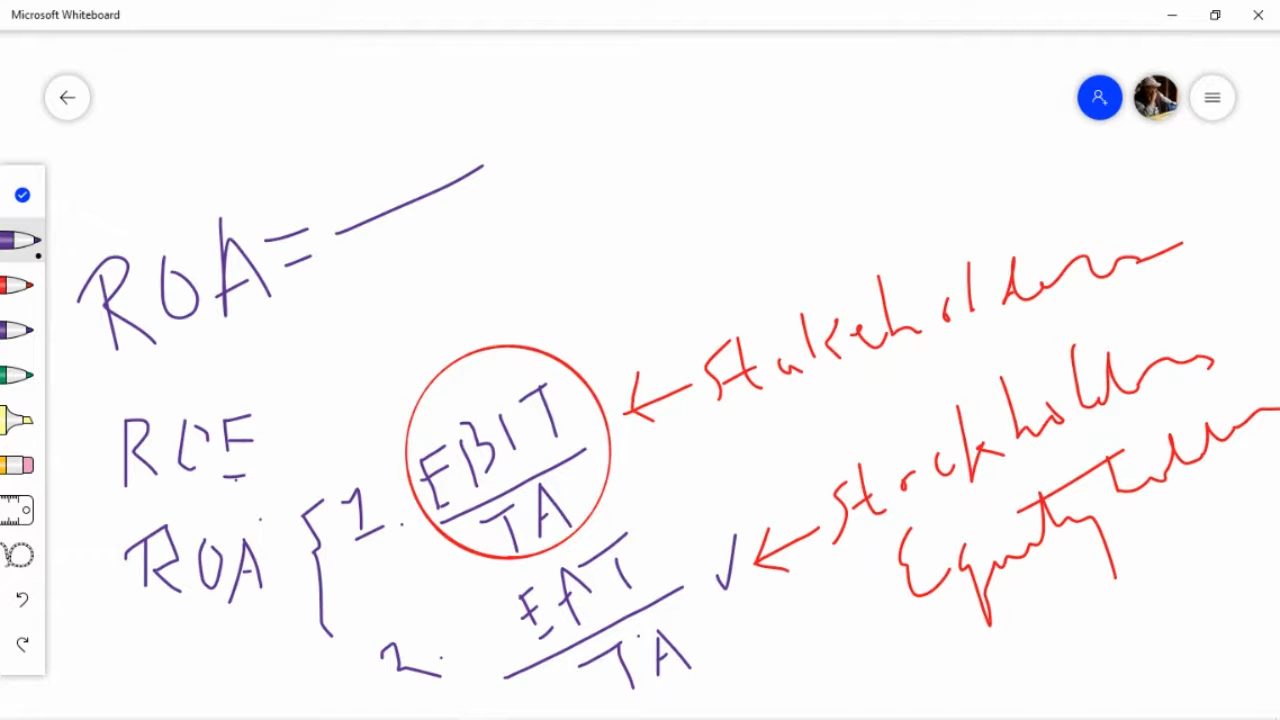 Microsoft Whiteboard
ROA =
← Stakeholders
ROE
ROA { 1. EBIT
TA
← Stockholders
Equity holders
2. EAT ✓
TA